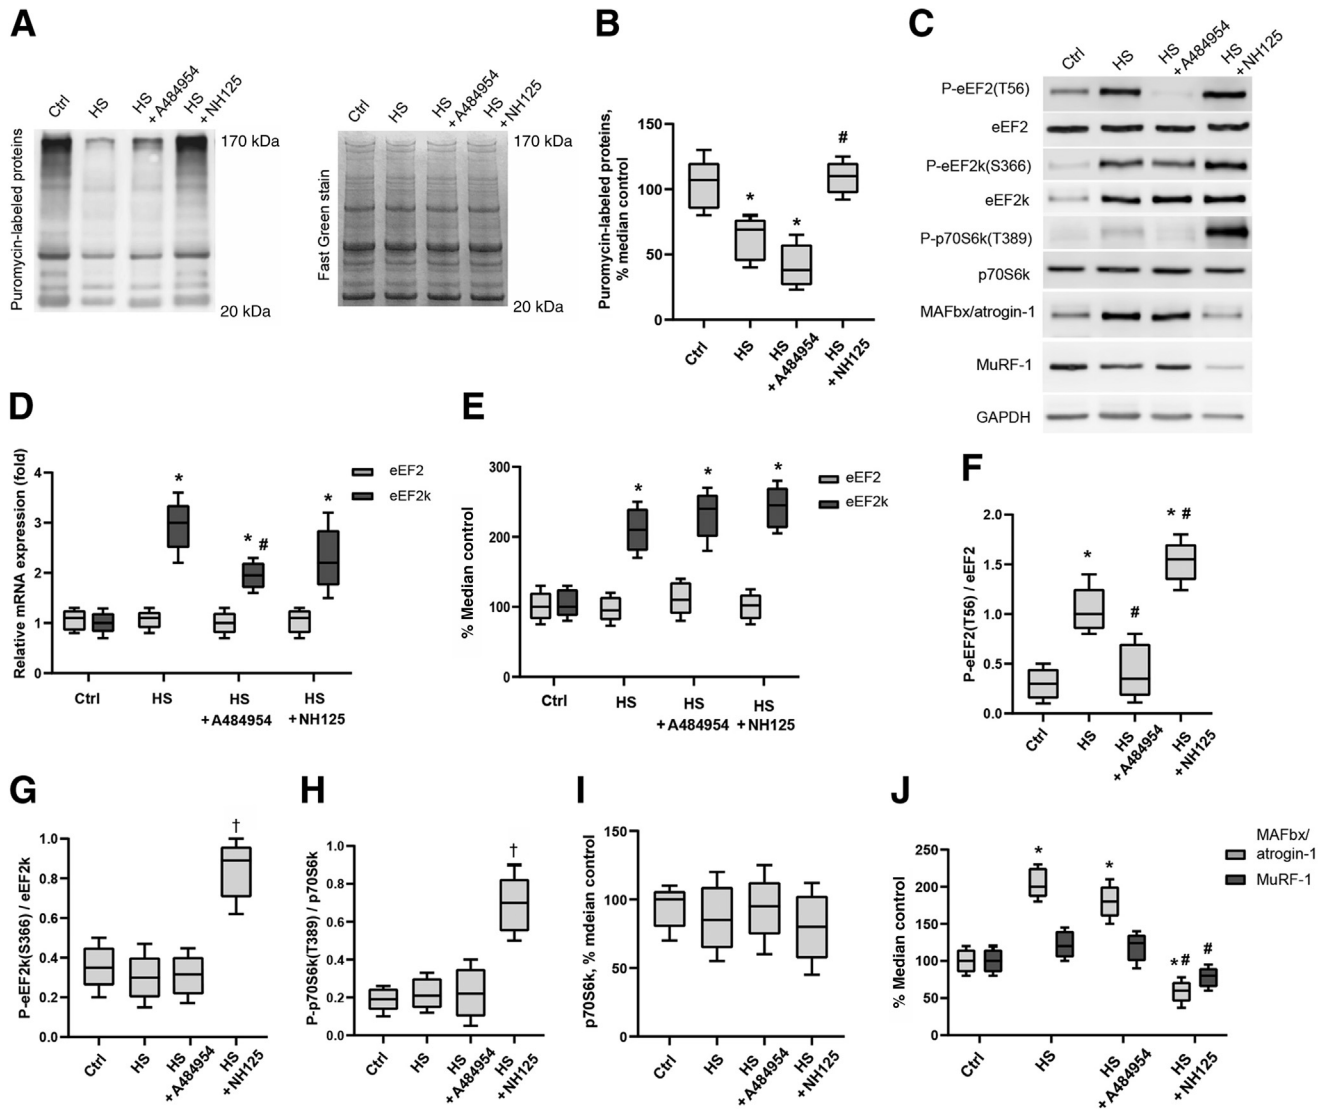 A
Ctrl
HS
HS
+A484954
HS
+NH125
Puromycin-labeled proteins
170 kDa
20 kDa
Ctrl
HS
HS
+A484954
HS
+NH125
Fast Green stain
170 kDa
20 kDa
B
Puromycin-labeled proteins,
% median control
150
100
50
0
*
*
#
Ctrl
HS
HS
+A484954
HS
+NH125
C
Ctrl
HS
HS
+A484954
HS
+NH125
P-eEF2(T56)
eEF2
P-eEF2k(S366)
eEF2k
P-p70S6k(T389)
p70S6k
MAFbx/atrogin-1
MuRF-1
GAPDH
D
Relative mRNA expression (fold)
4
3
2
1
0
*
* #
*
eEF2
eEF2k
Ctrl
HS
HS
+A484954
HS
+NH125
E
% Median control
300
200
100
0
*
*
*
eEF2
eEF2k
Ctrl
HS
HS
+A484954
HS
+NH125
F
P-eEF2(T56) / eEF2
2.0
1.5
1.0
0.5
0.0
*
#
* #
Ctrl
HS
HS
+A484954
HS
+NH125
G
P-eEF2k(S366) / eEF2k
1.0
0.8
0.6
0.4
0.2
0.0
†
Ctrl
HS
HS
+A484954
HS
+NH125
H
P-p70S6k(T389) / p70S6k
1.0
0.8
0.6
0.4
0.2
0.0
†
Ctrl
HS
HS
+A484954
HS
+NH125
I
p70S6k, % mdeian control
150
100
50
0
Ctrl
HS
HS
+A484954
HS
+NH125
J
% Median control
250
200
150
100
50
0
*
*
* #
#
MAFbx/
atrogin-1
MuRF-1
Ctrl
HS
HS
+A484954
HS
+NH125